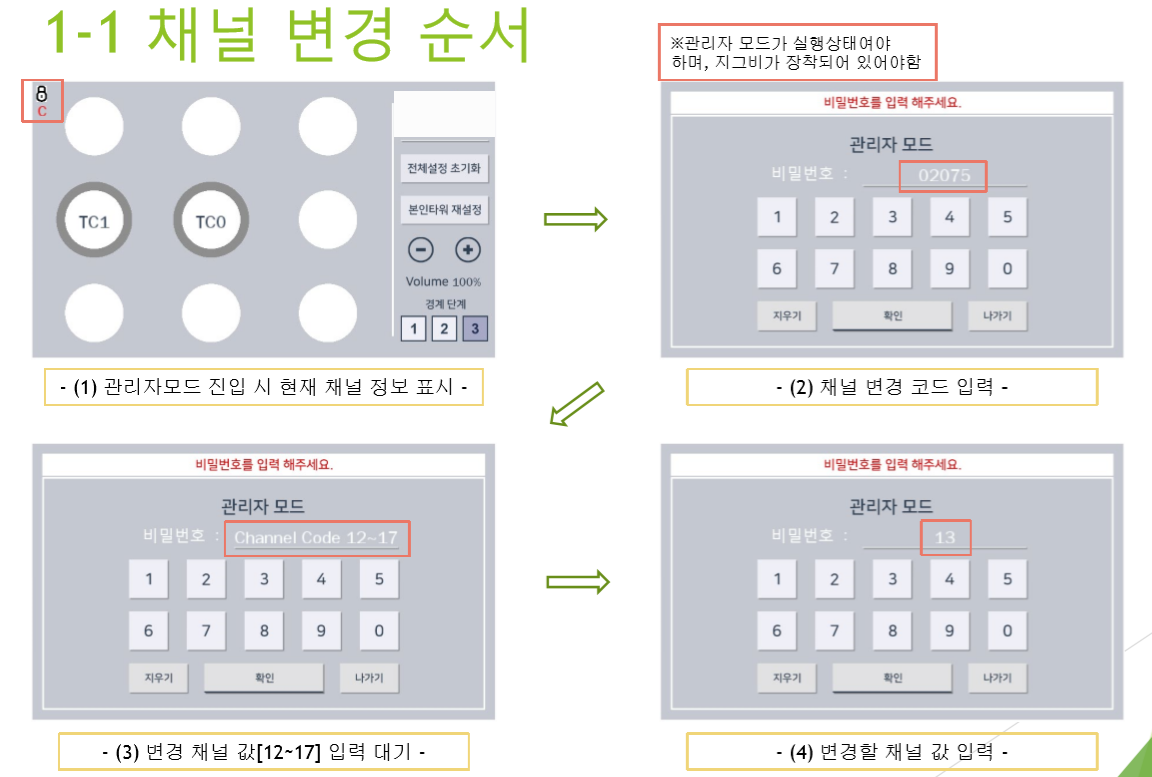 1-1 채널 변경 순서
※관리자 모드가 실행상태여야
하며, 지그비가 장착되어 있어야함
C
TC1
TC0
전체설정 초기화
본인타워 재설정
Volume 100%
경계 단계
1 2 3
- (1) 관리자모드 진입 시 현재 채널 정보 표시 -
비밀번호를 입력 해주세요.
관리자 모드
비밀번호 : 02075
1 2 3 4 5
6 7 8 9 0
지우기 확인 나가기
- (2) 채널 변경 코드 입력 -
비밀번호를 입력 해주세요.
관리자 모드
비밀번호 : Channel Code 12~17
1 2 3 4 5
6 7 8 9 0
지우기 확인 나가기
- (3) 변경 채널 값[12~17] 입력 대기 -
비밀번호를 입력 해주세요.
관리자 모드
비밀번호 : 13
1 2 3 4 5
6 7 8 9 0
지우기 확인 나가기
- (4) 변경할 채널 값 입력 -